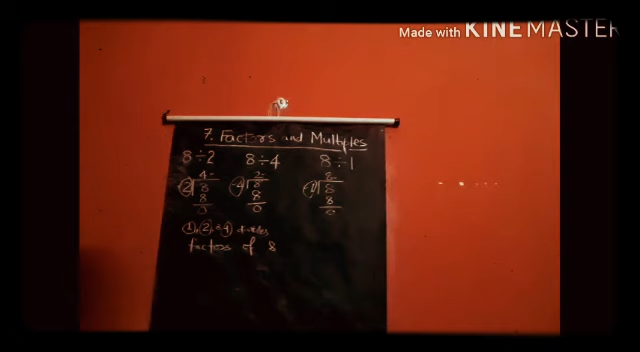 Made with KINEMASTER
7. Factors and Multiples
8÷2 8÷4 8÷1
4 2 8
2 8 4 8 1 8
8 8 8
0 0 0
1, 2, 4
factors of 8